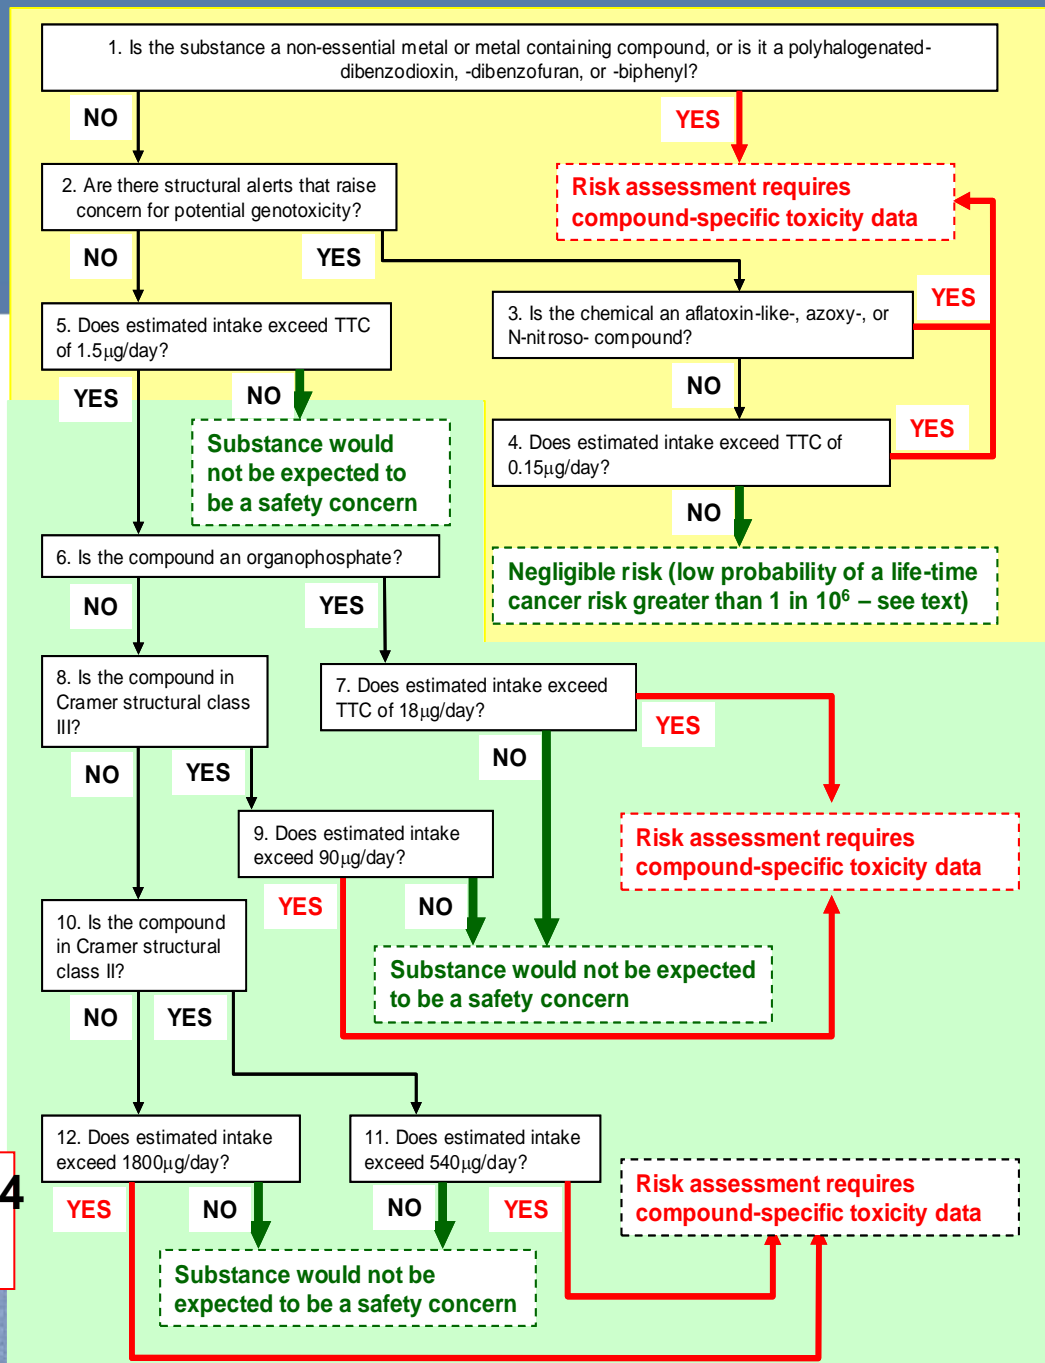 1. Is the substance a non-essential metal or metal containing compound, or is it a polyhalogenated-
dibenzodioxin, -dibenzofuran, or -biphenyl?
NO
YES
2. Are there structural alerts that raise
concern for potential genotoxicity?
Risk assessment requires
compound-specific toxicity data
NO
YES
3. Is the chemical an aflatoxin-like-, azoxy-, or
N-nitroso- compound?
YES
5. Does estimated intake exceed TTC
of 1.5μg/day?
YES
NO
NO
4. Does estimated intake exceed TTC of
0.15μg/day?
YES
Substance would
not be expected to
be a safety concern
NO
6. Is the compound an organophosphate?
Negligible risk (low probability of a life-time
cancer risk greater than 1 in 10⁶ – see text)
NO
YES
8. Is the compound in
Cramer structural class
III?
7. Does estimated intake exceed
TTC of 18μg/day?
YES
NO
YES
NO
9. Does estimated intake
exceed 90μg/day?
Risk assessment requires
compound-specific toxicity data
YES
NO
10. Is the compound
in Cramer structural
class II?
Substance would not be expected
to be a safety concern
NO
YES
12. Does estimated intake
exceed 1800μg/day?
11. Does estimated intake
exceed 540μg/day?
Risk assessment requires
compound-specific toxicity data
4
YES
NO
NO
YES
Substance would not be
expected to be a safety concern